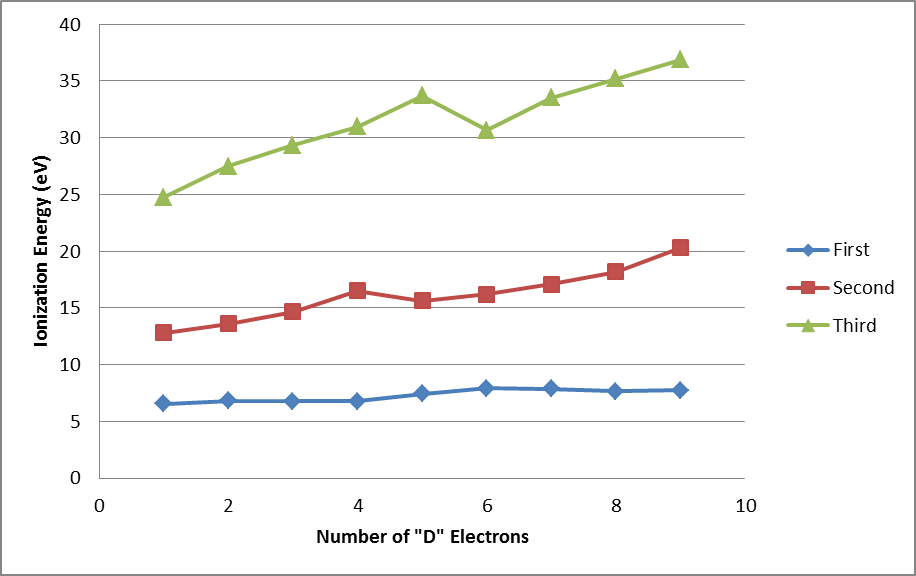 40
35
30
25
20
15
10
5
0
0 2 4 6 8 10
Ionization Energy (eV)
Number of "D" Electrons
First
Second
Third